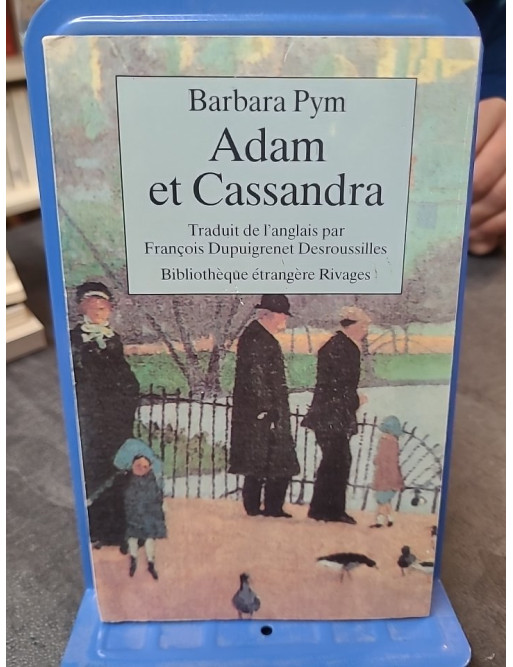 Barbara Pym
Adam
et Cassandra
Traduit de l'anglais par
François Dupuigrenet Desroussilles
Bibliothèque étrangère Rivages